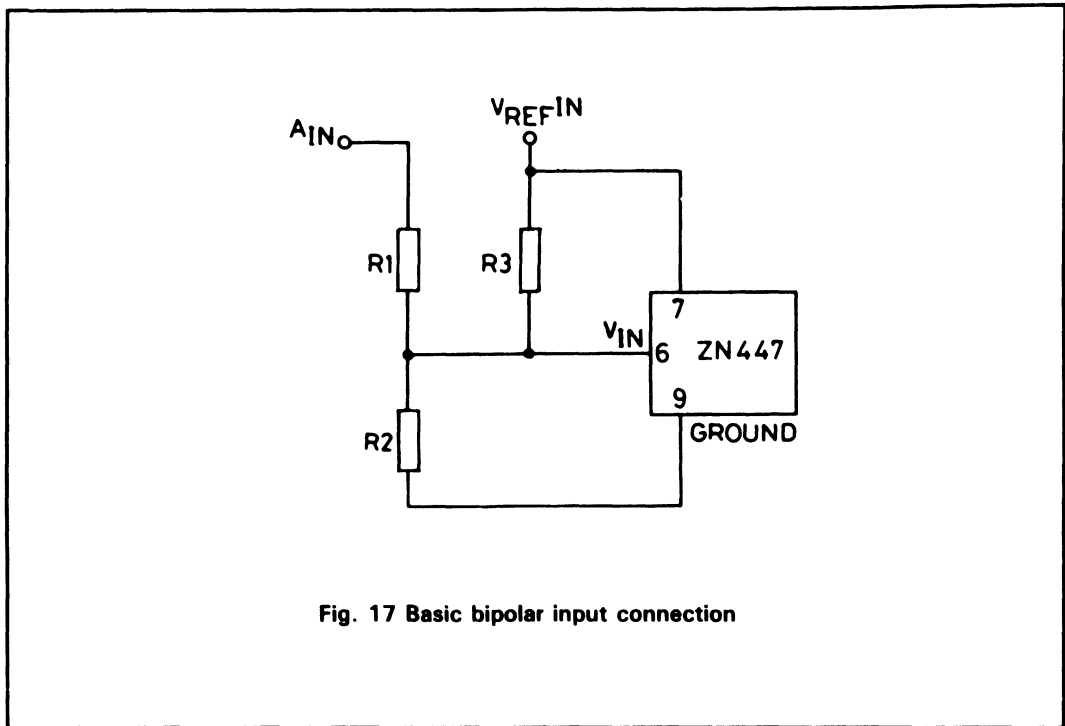 AIN
VREFIN
R1
R3
7
VIN
6 ZN447
9
R2
GROUND
Fig. 17 Basic bipolar input connection